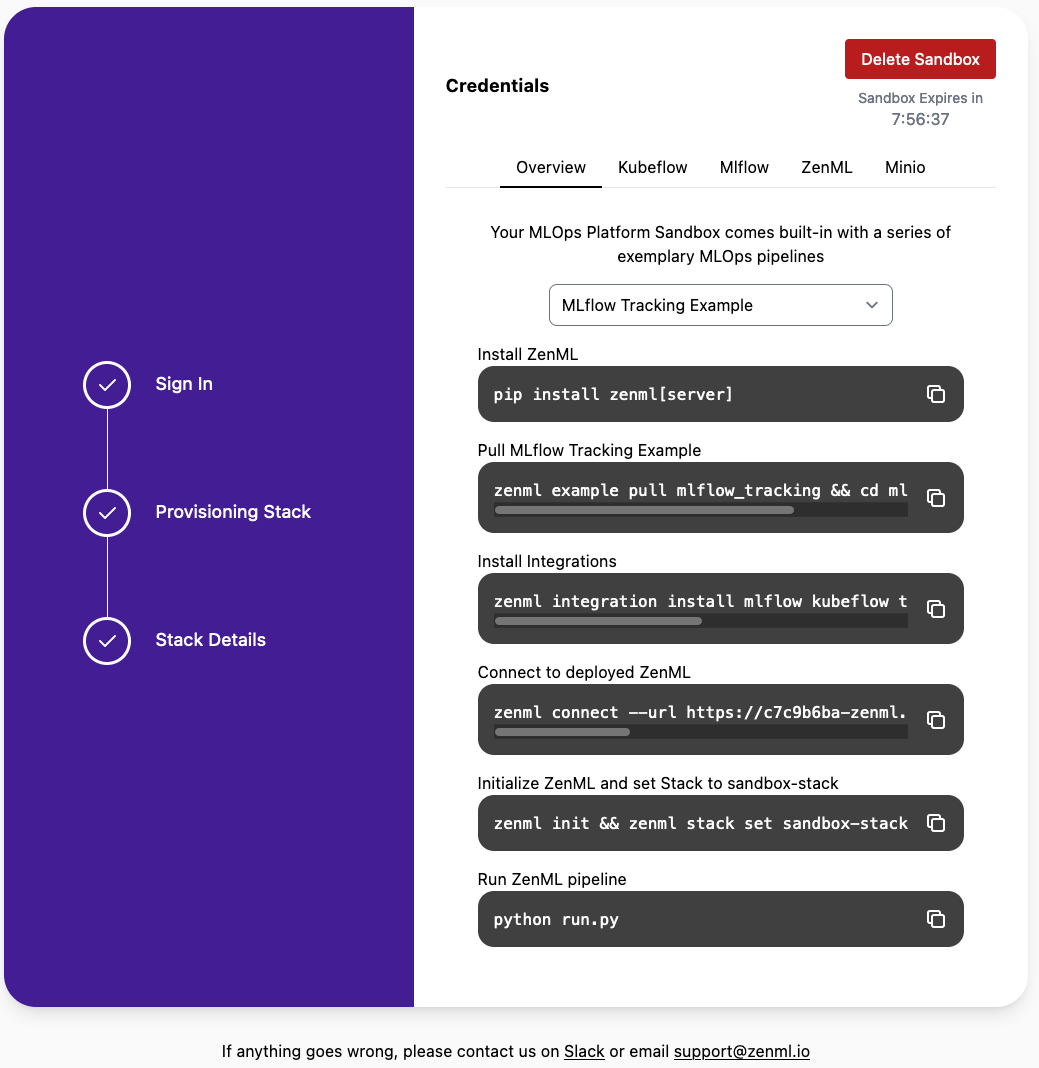 Sign In
Provisioning Stack
Stack Details
Credentials
Delete Sandbox
Sandbox Expires in
7:56:37
Overview Kubeflow Mlflow ZenML Minio
Your MLOps Platform Sandbox comes built-in with a series of
exemplary MLOps pipelines
MLflow Tracking Example
Install ZenML
pip install zenml[server]
Pull MLflow Tracking Example
zenml example pull mlflow_tracking && cd ml
Install Integrations
zenml integration install mlflow kubeflow t
Connect to deployed ZenML
zenml connect --url https://c7c9b6ba-zenml.
Initialize ZenML and set Stack to sandbox-stack
zenml init && zenml stack set sandbox-stack
Run ZenML pipeline
python run.py
If anything goes wrong, please contact us on Slack or email support@zenml.io